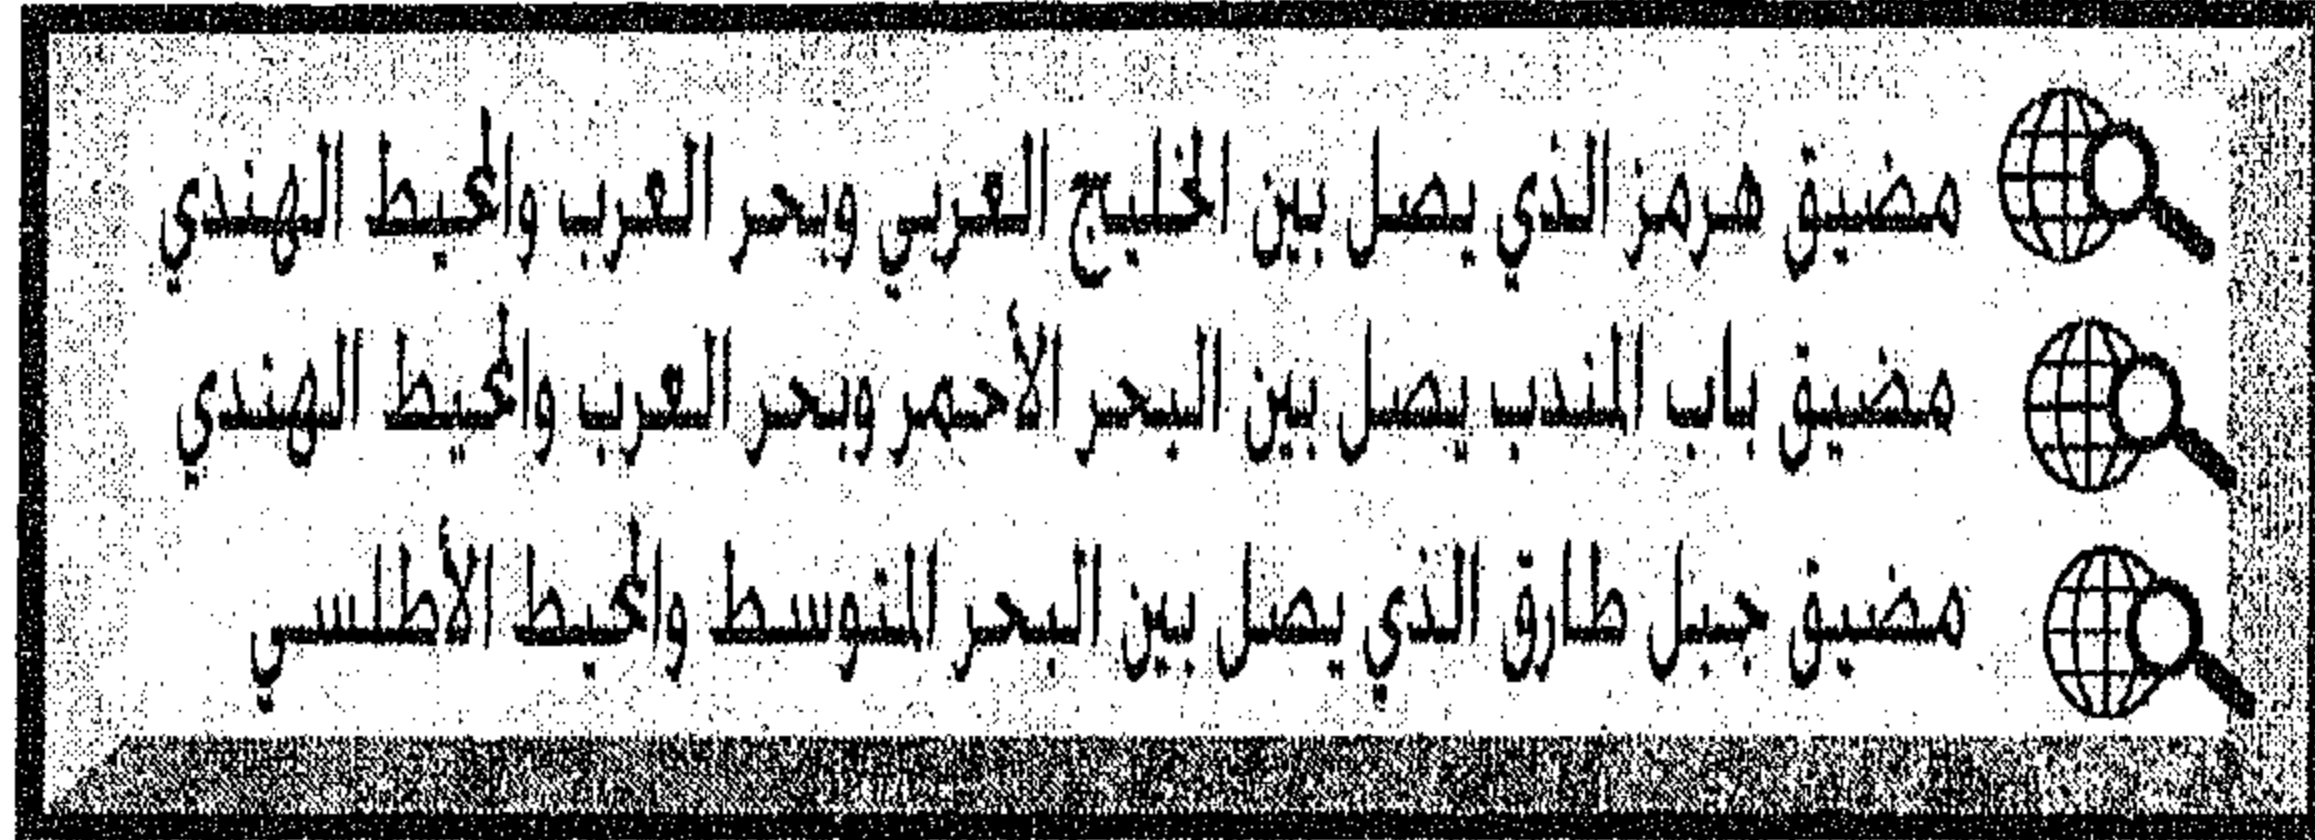 مضيق هرمز الذي يصل بين الخليج العربي وبحر العرب والمحيط الهندي
مضيق باب المندب يصل بين البحر الأحمر وبحر العرب والمحيط الهندي
مضيق جبل طارق الذي يصل بين البحر المتوسط والمحيط الأطلسي